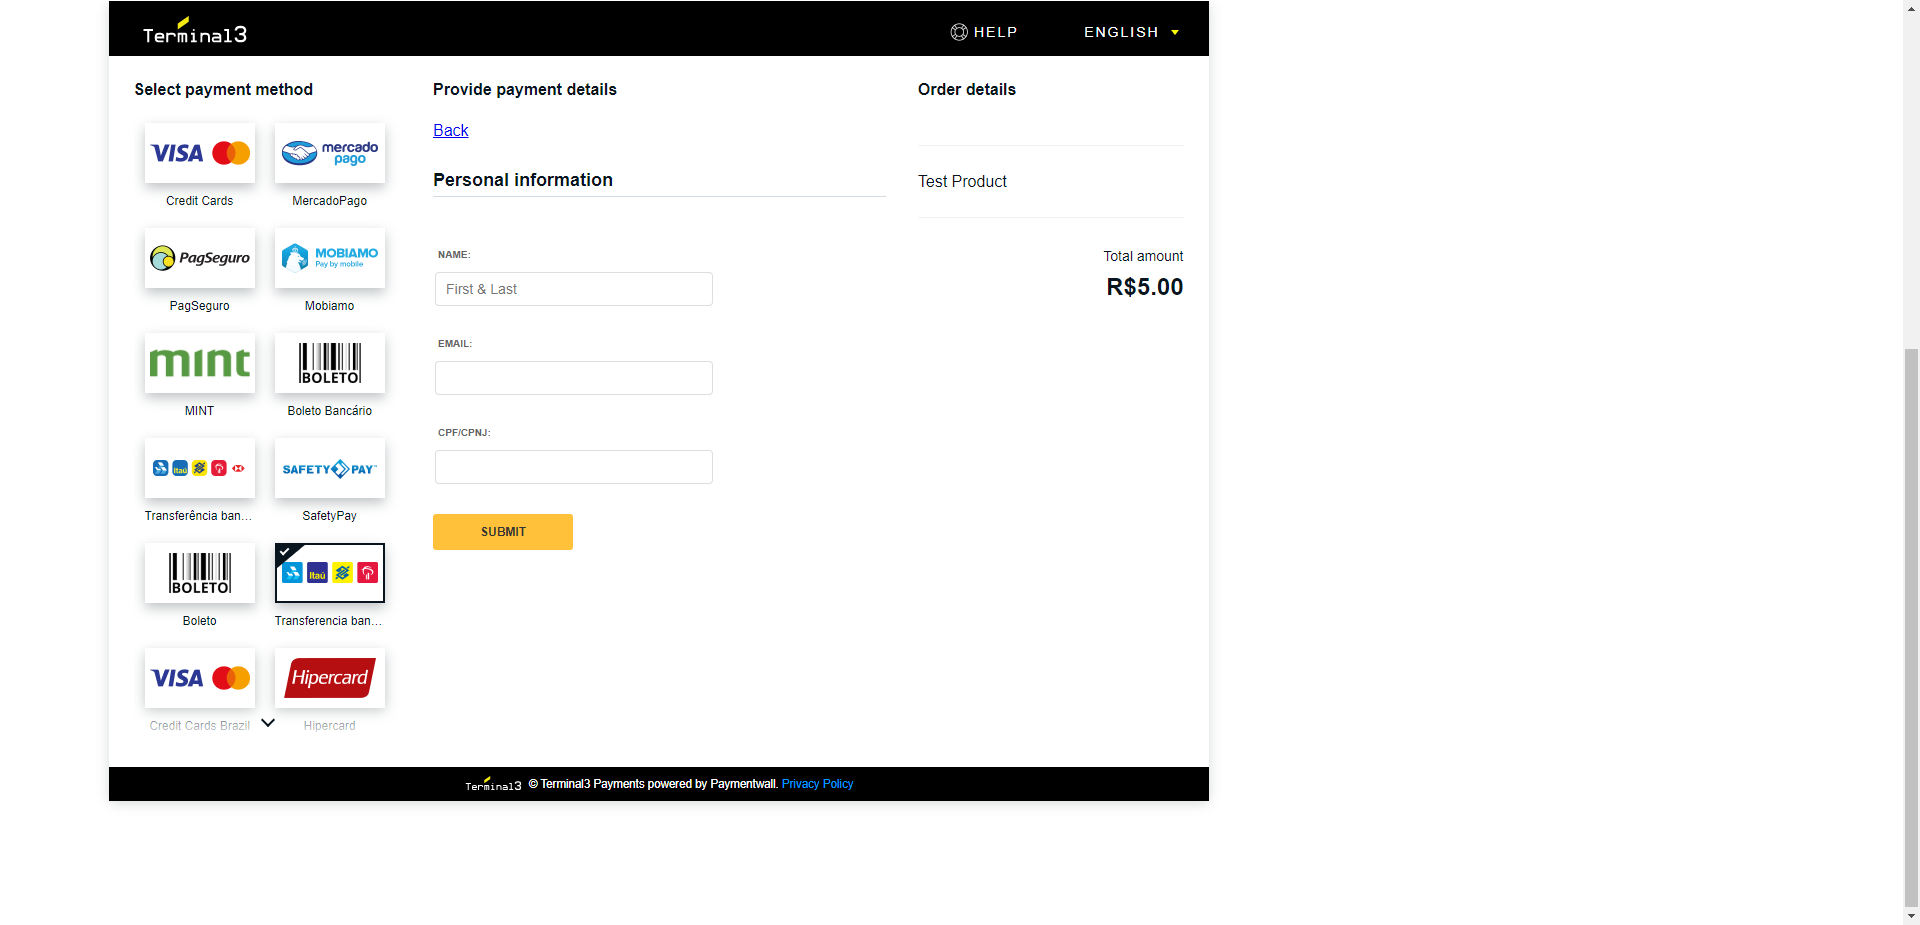 Terminal3
HELP
ENGLISH
Select payment method
VISA
mercado
pago
Credit Cards
MercadoPago
PagSeguro
MOBIAMO
Pay by mobile
PagSeguro
Mobiamo
mint
BOLETO
MINT
Boleto Bancário
Itaú
SAFETY PAY
Transferência ban...
SafetyPay
BOLETO
Itaú
Boleto
Transferencia ban...
VISA
Hipercard
Credit Cards Brazil
Hipercard
Provide payment details
Back
Personal information
NAME:
First & Last
EMAIL:
CPF/CPNJ:
SUBMIT
Order details
Test Product
Total amount
R$5.00
Terminal3 © Terminal3 Payments powered by Paymentwall. Privacy Policy